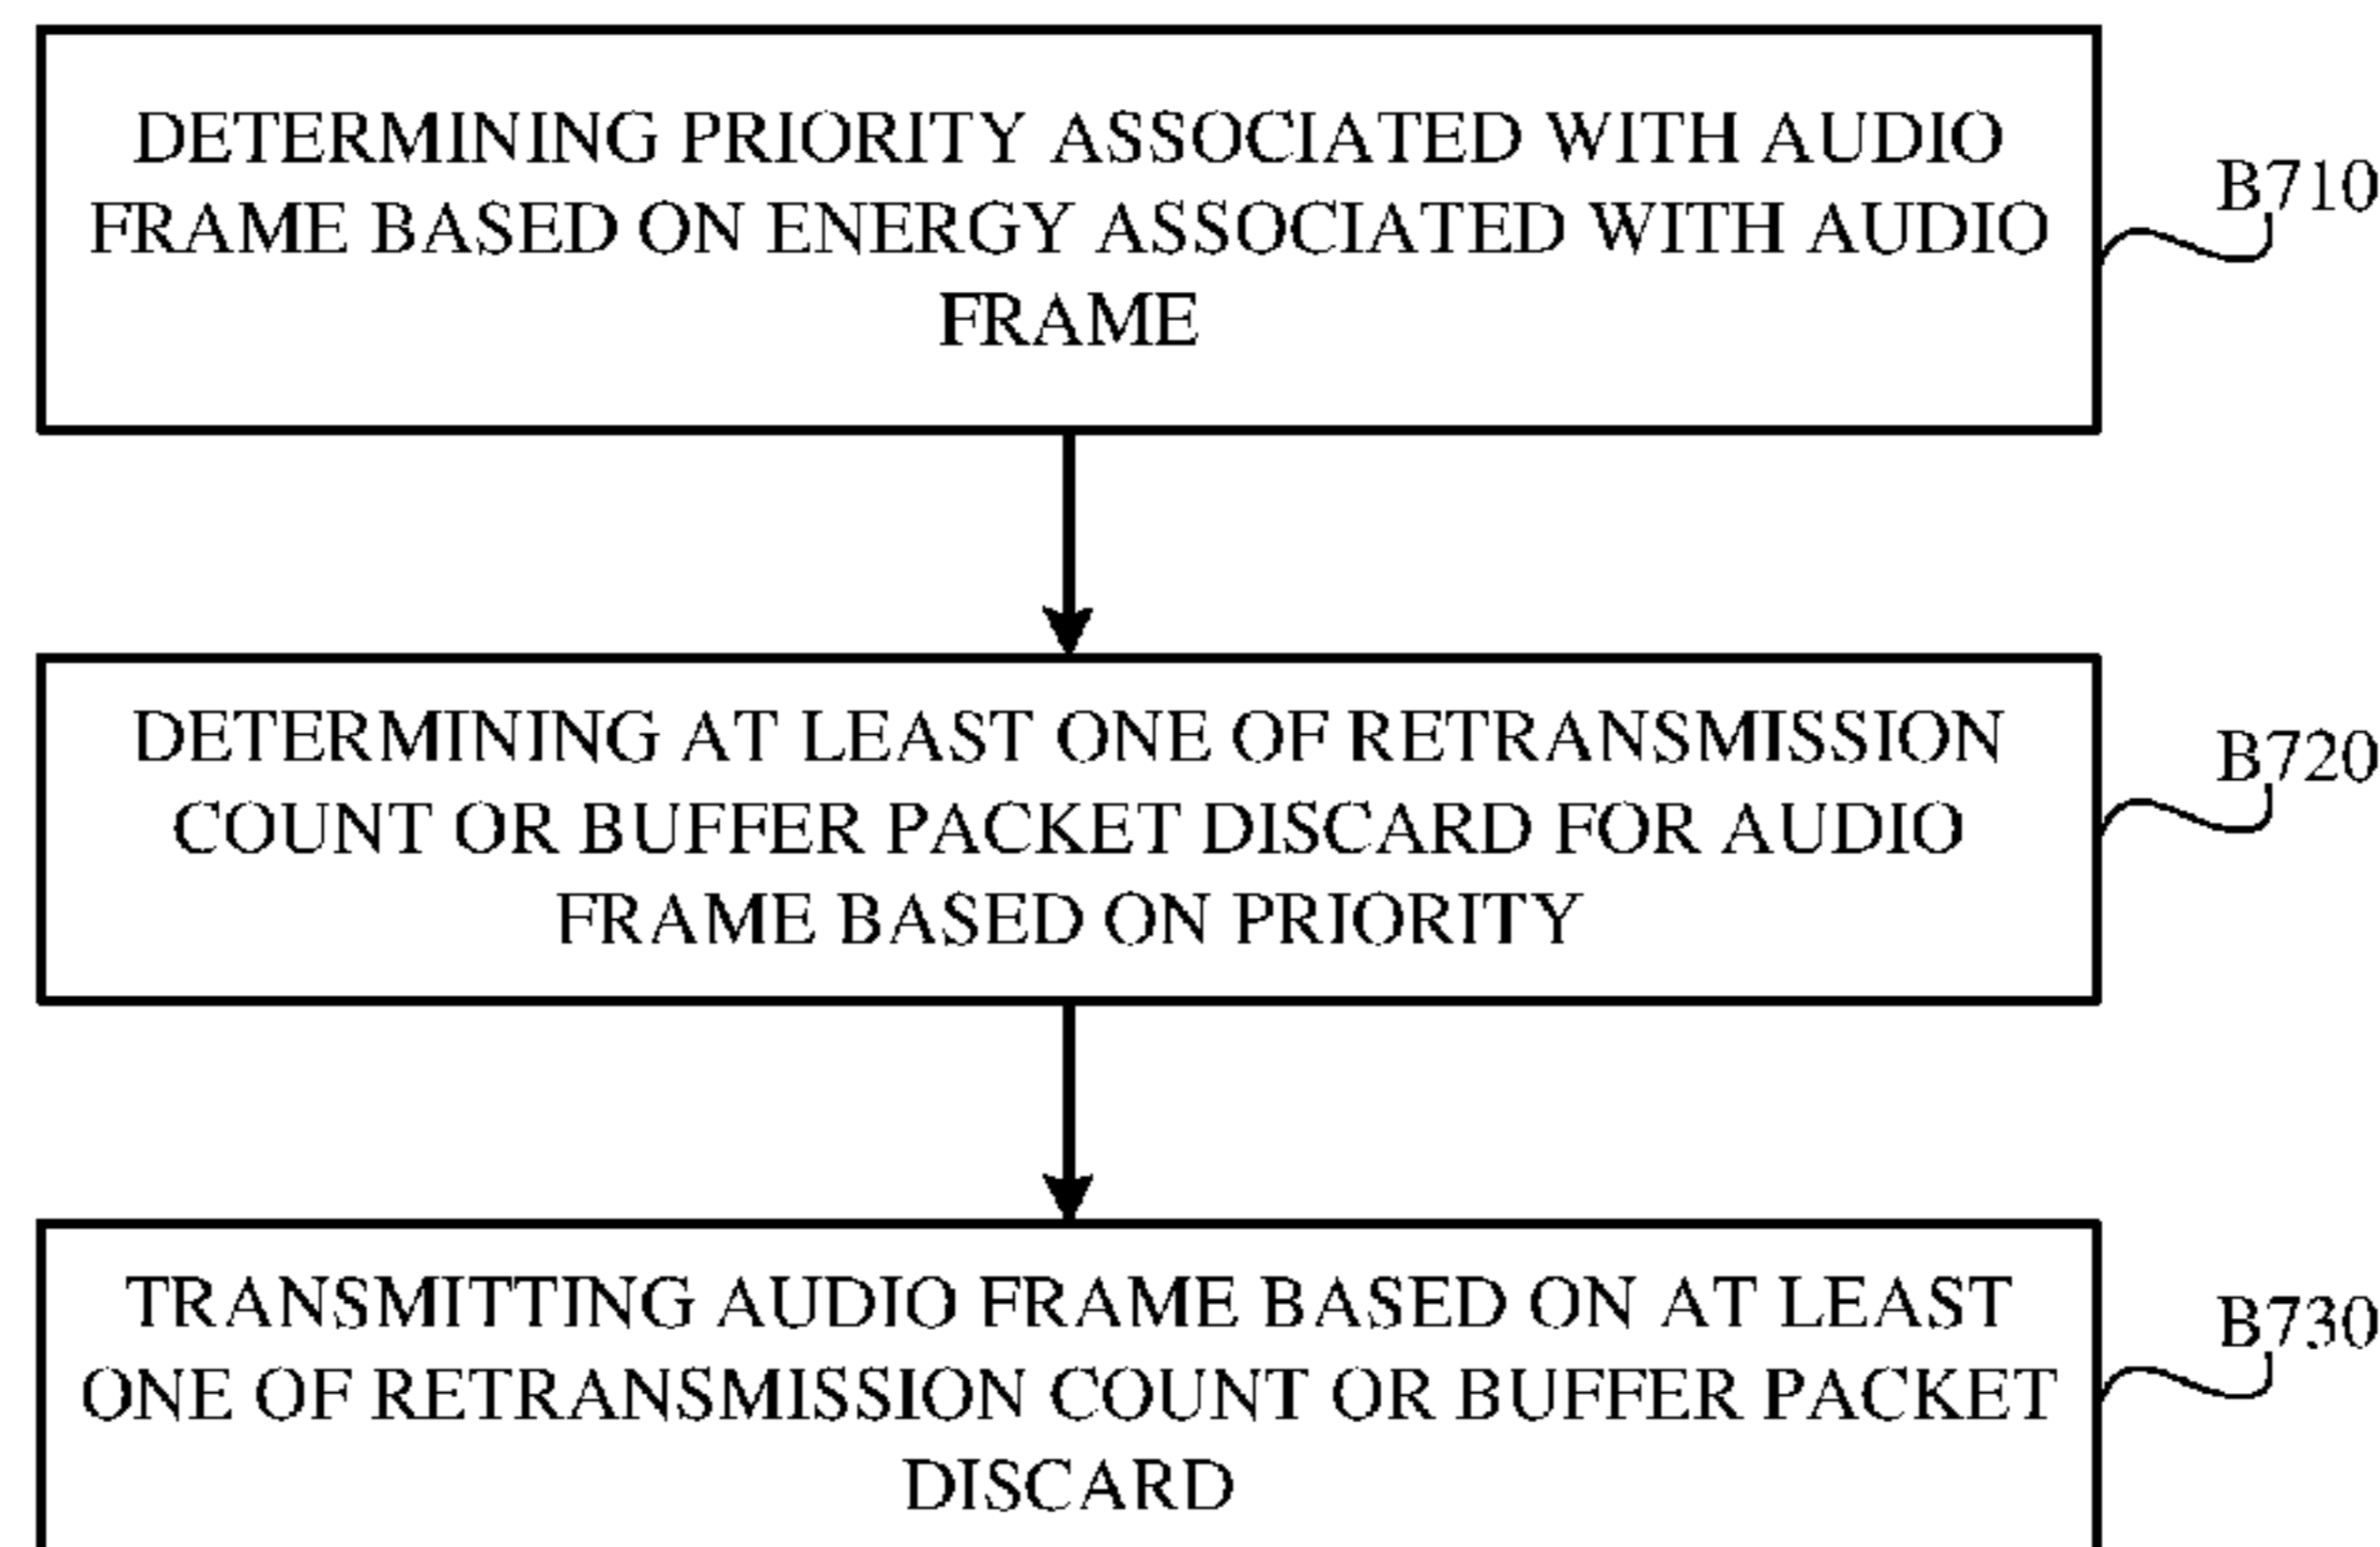 DETERMINING PRIORITY ASSOCIATED WITH AUDIO
FRAME BASED ON ENERGY ASSOCIATED WITH AUDIO
FRAME
B710
DETERMINING AT LEAST ONE OF RETRANSMISSION
COUNT OR BUFFER PACKET DISCARD FOR AUDIO
FRAME BASED ON PRIORITY
B720
TRANSMITTING AUDIO FRAME BASED ON AT LEAST
ONE OF RETRANSMISSION COUNT OR BUFFER PACKET
DISCARD
B730